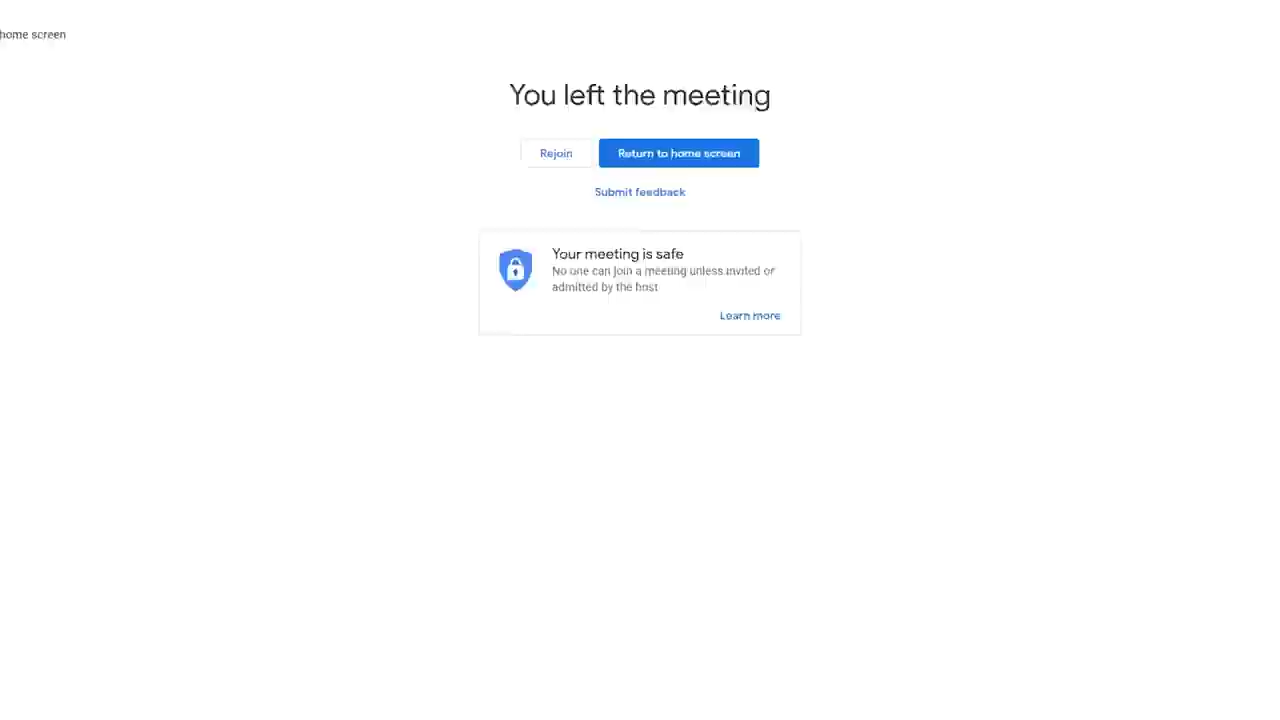 home screen
You left the meeting
Rejoin
Return to home screen
Submit feedback
Your meeting is safe
No one can join a meeting unless invited or
admitted by the host
Learn more